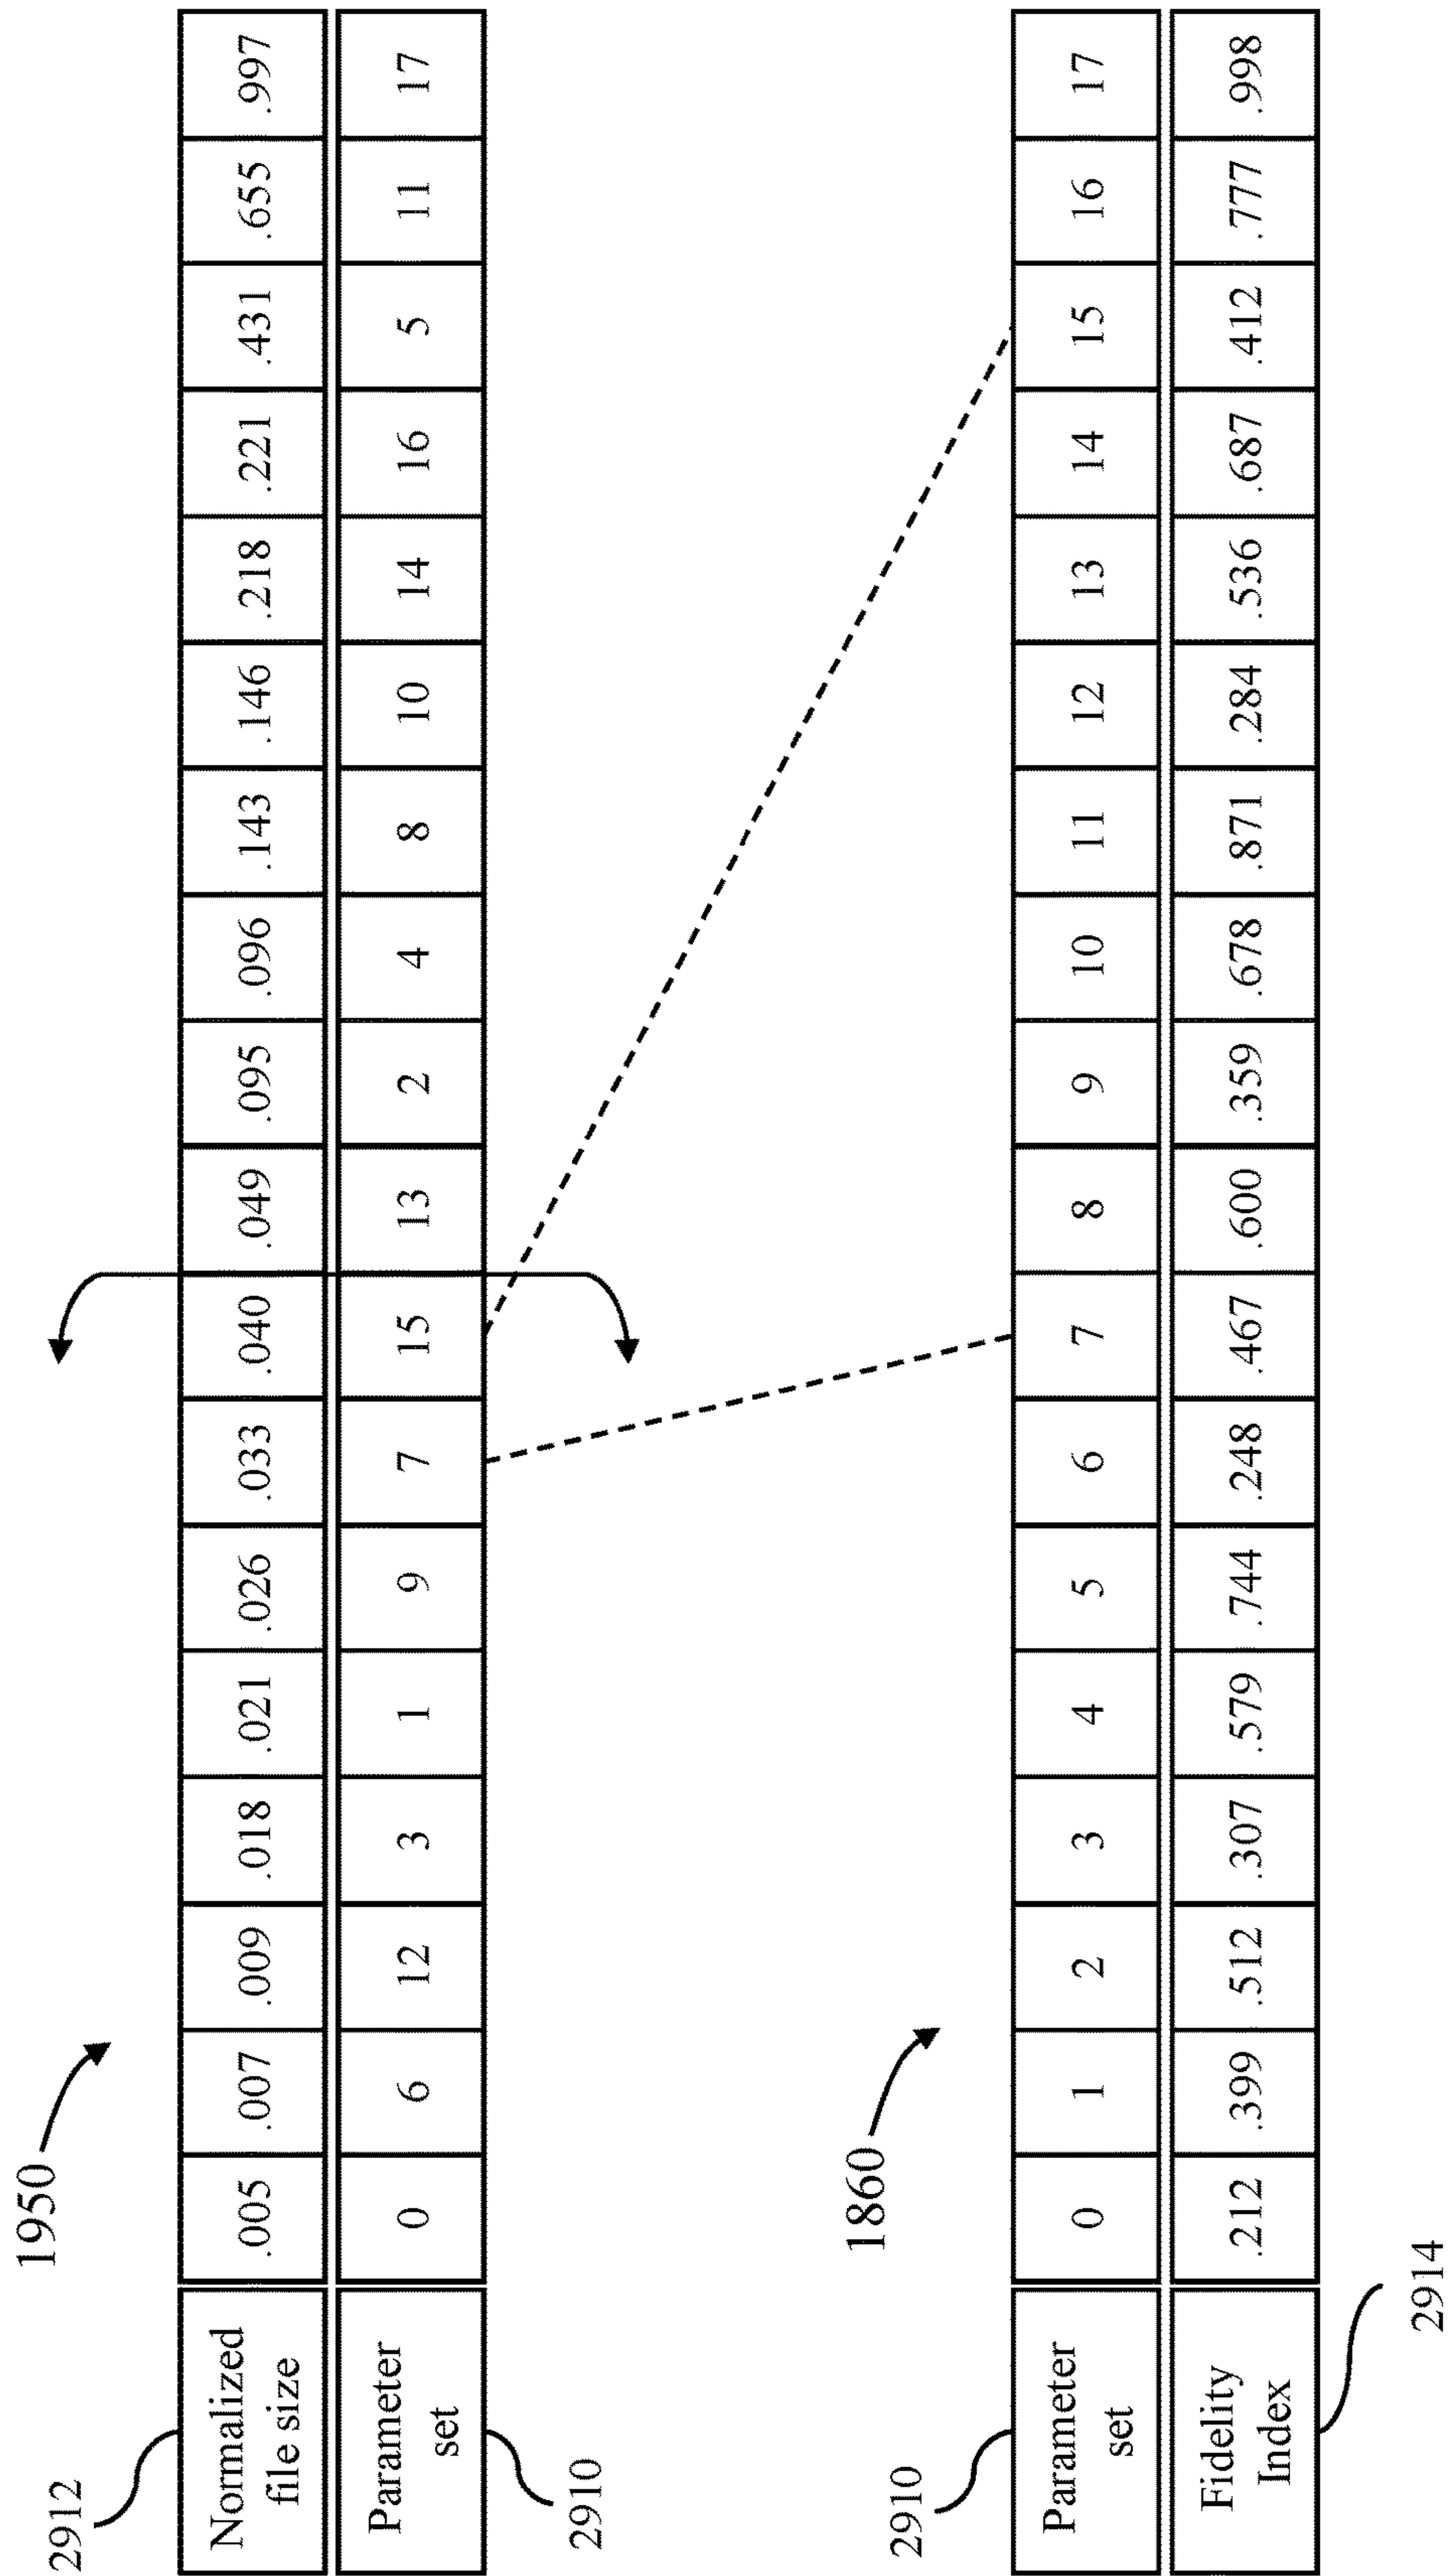 1950
2912
Normalized file size .005 .007 .009 .018 .021 .026 .033 .040 .049 .095 .096 .143 .146 .218 .221 .431 .655 .997
Parameter set 0 6 12 3 1 9 7 15 13 2 4 8 10 14 16 5 11 17
2910
1860
2910
Parameter set 0 1 2 3 4 5 6 7 8 9 10 11 12 13 14 15 16 17
Fidelity Index .212 .399 .512 .307 .579 .744 .248 .467 .600 .359 .678 .871 .284 .536 .687 .412 .777 .998
2914